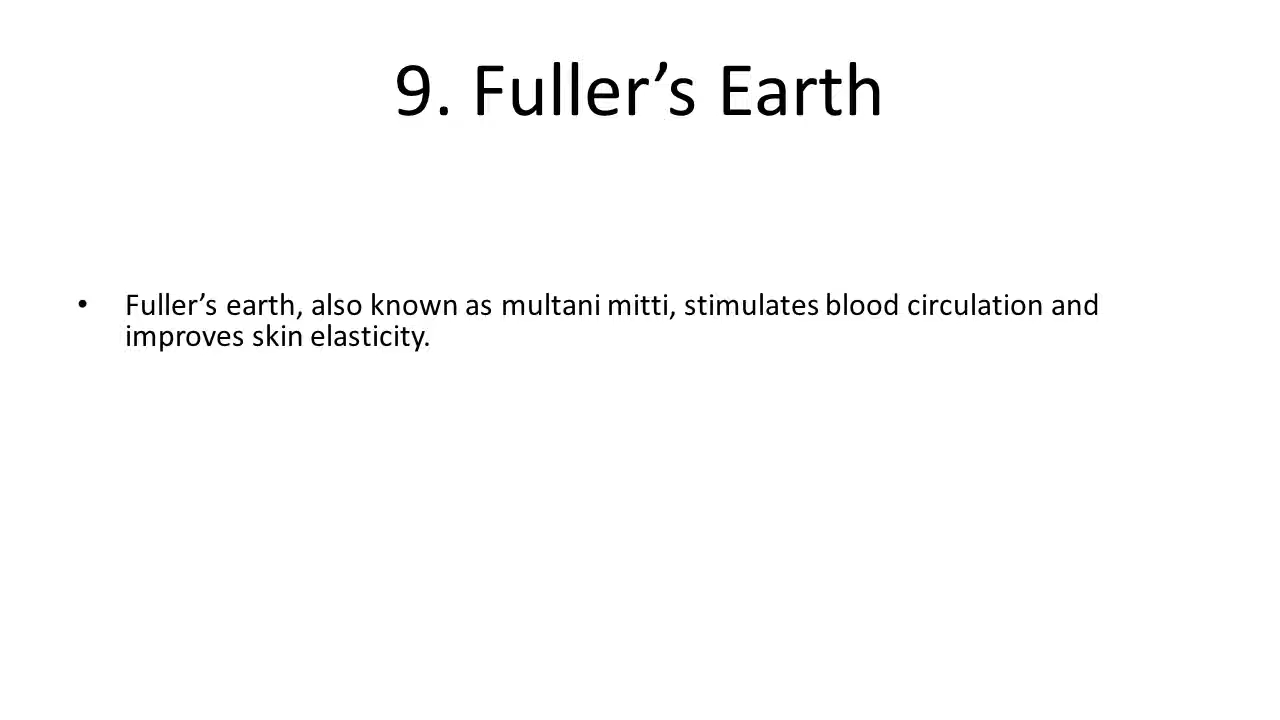 9. Fuller’s Earth
• Fuller’s earth, also known as multani mitti, stimulates blood circulation and
improves skin elasticity.